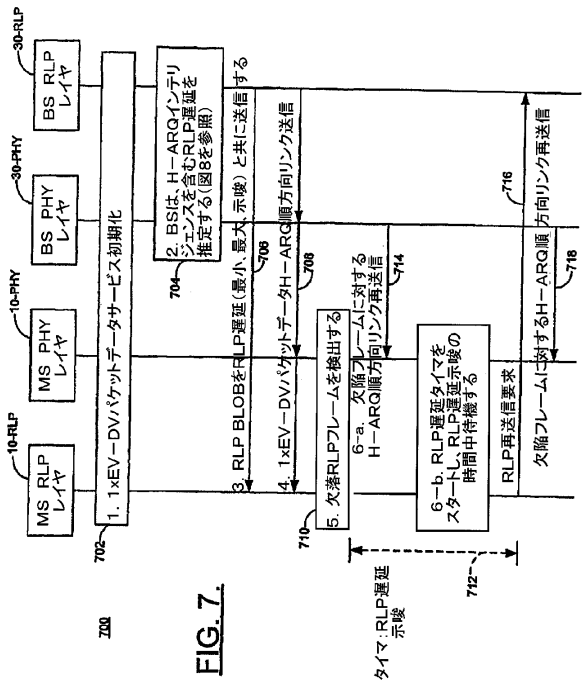 30-RLP
BS RLP
レイヤ
30-PHY
BS PHY
レイヤ
10-PHY
MS PHY
レイヤ
10-RLP
MS RLP
レイヤ
1. 1xEV-DVパケットデータサービス初期化
702
2. BSは、H-ARQインテリ
ジェンスを含むRLP遅延を
推定する(図8を参照)
704
3. RLP BLOBをRLP遅延(最小、最大、示唆)と共に送信する
706
4. 1xEV-DVパケットデータH-ARQ順方向リンク送信
708
5. 欠落RLPフレームを検出する
710
6-a. 欠陥フレームに対する
H-ARQ順方向リンク再送信
714
6-b. RLP遅延タイマを
スタートし、RLP遅延示唆の
時間中待機する
RLP再送信要求
716
欠陥フレームに対するH-ARQ順方向リンク再送信
718
712
タイマ:RLP遅延
示唆
700
FIG. 7.